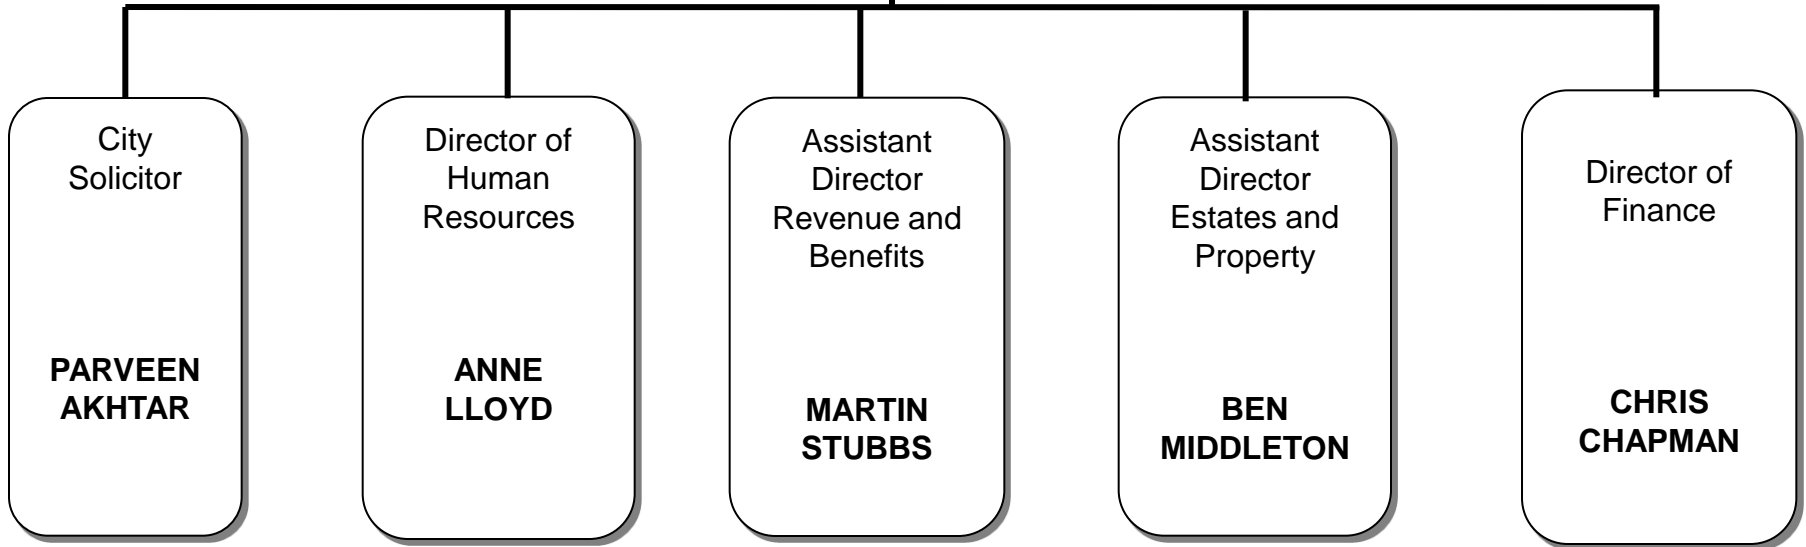 City
Solicitor
PARVEEN
AKHTAR
Director of
Human
Resources
ANNE
LLOYD
Assistant
Director
Revenue and
Benefits
MARTIN
STUBBS
Assistant
Director
Estates and
Property
BEN
MIDDLETON
Director of
Finance
CHRIS
CHAPMAN